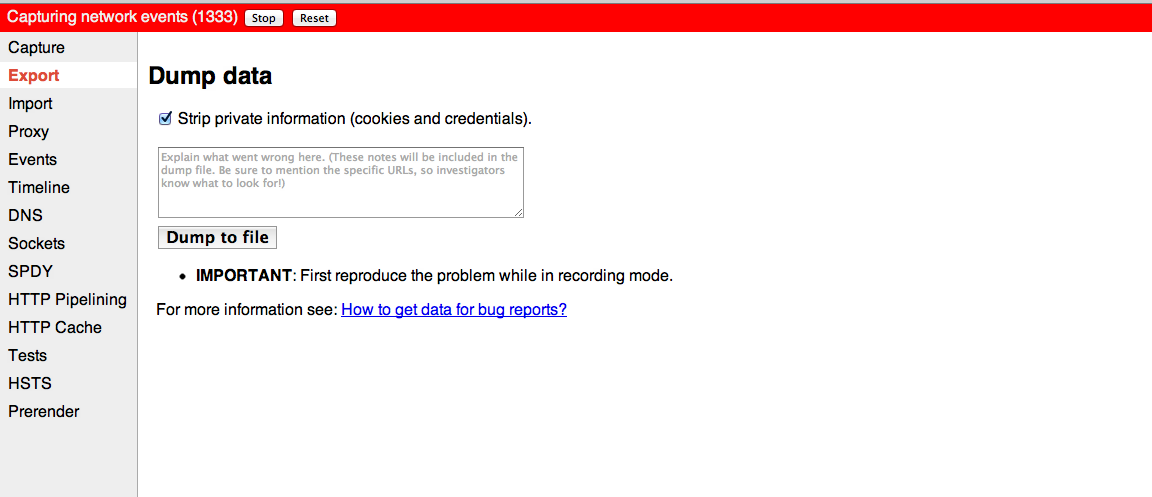 Capturing network events (1333) Stop Reset
Capture
Export
Import
Proxy
Events
Timeline
DNS
Sockets
SPDY
HTTP Pipelining
HTTP Cache
Tests
HSTS
Prerender
Dump data
Strip private information (cookies and credentials).
Explain what went wrong here. (These notes will be included in the
dump file. Be sure to mention the specific URLs, so investigators
know what to look for!)
Dump to file
• IMPORTANT: First reproduce the problem while in recording mode.
For more information see: How to get data for bug reports?